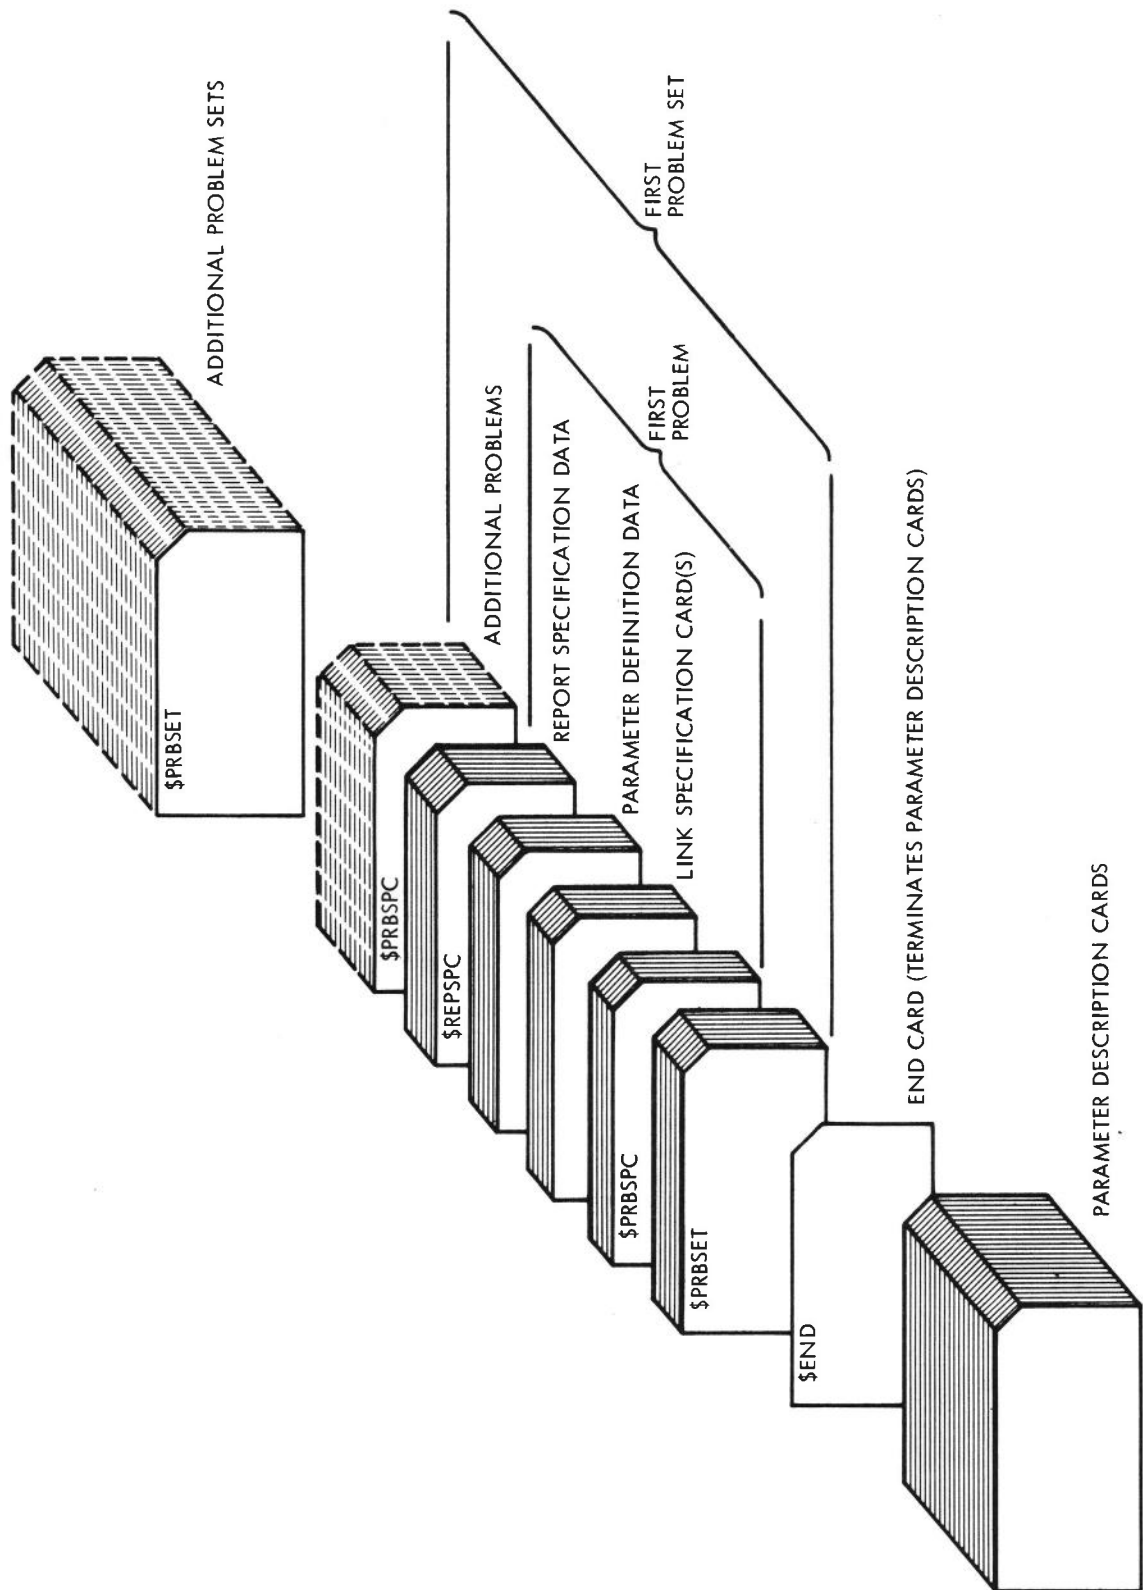 ADDITIONAL PROBLEM SETS
$PRBSET
FIRST
PROBLEM SET
ADDITIONAL PROBLEMS
$PRBSPC
REPORT SPECIFICATION DATA
$REPSPC
FIRST
PROBLEM
PARAMETER DEFINITION DATA
LINK SPECIFICATION CARD(S)
$PRBSPC
$PRBSET
END CARD (TERMINATES PARAMETER DESCRIPTION CARDS)
$END
PARAMETER DESCRIPTION CARDS